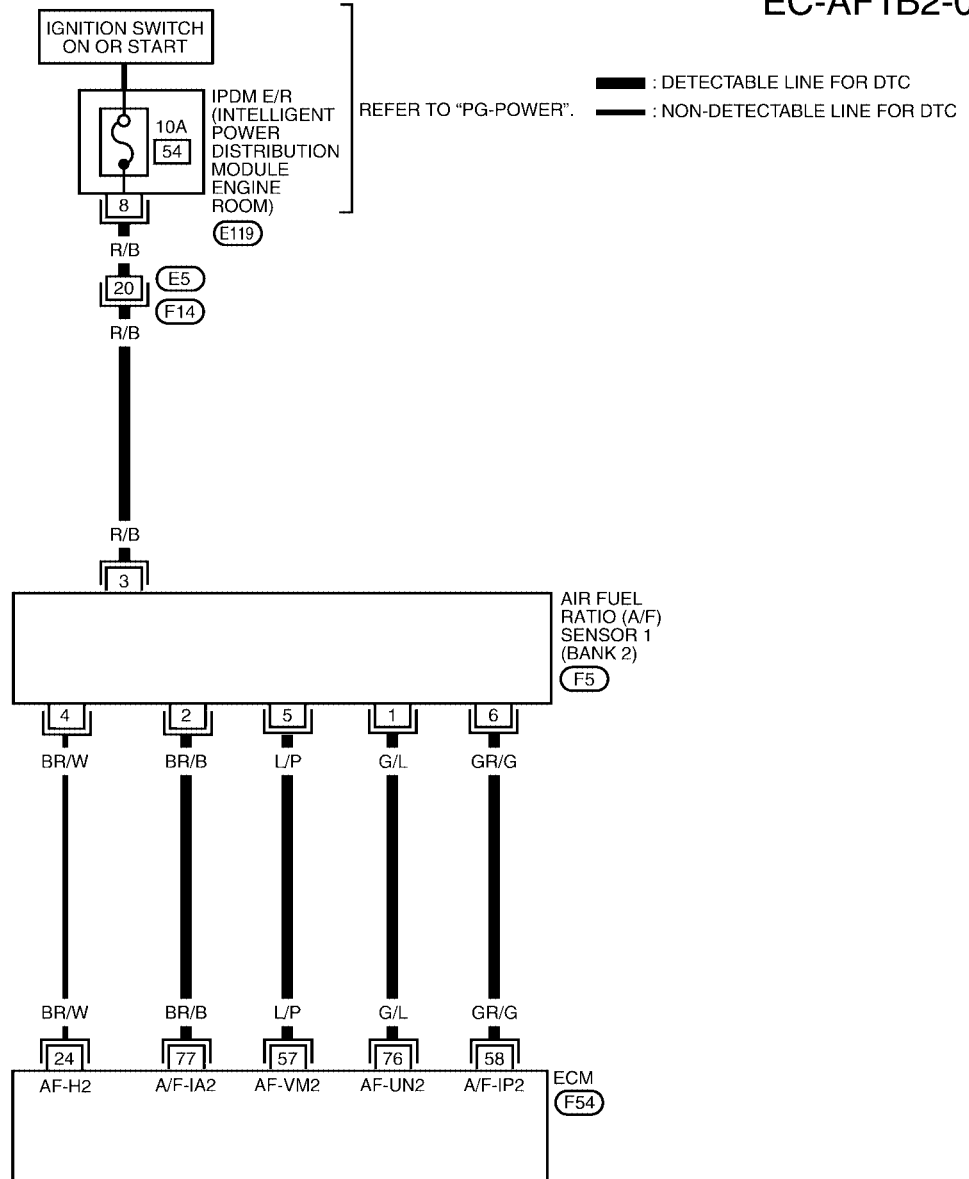 EC-AF1B2-0
IGNITION SWITCH
ON OR START
: DETECTABLE LINE FOR DTC
: NON-DETECTABLE LINE FOR DTC
IPDM E/R
(INTELLIGENT
POWER
DISTRIBUTION
MODULE
ENGINE
ROOM)
REFER TO "PG-POWER".
10A
54
8
E119
R/B
20
E5
F14
R/B
R/B
3
AIR FUEL
RATIO (A/F)
SENSOR 1
(BANK 2)
F5
4 2 5 1 6
BR/W BR/B L/P G/L GR/G
BR/W BR/B L/P G/L GR/G
24 77 57 76 58
AF-H2 A/F-IA2 AF-VM2 AF-UN2 A/F-IP2
ECM
F54